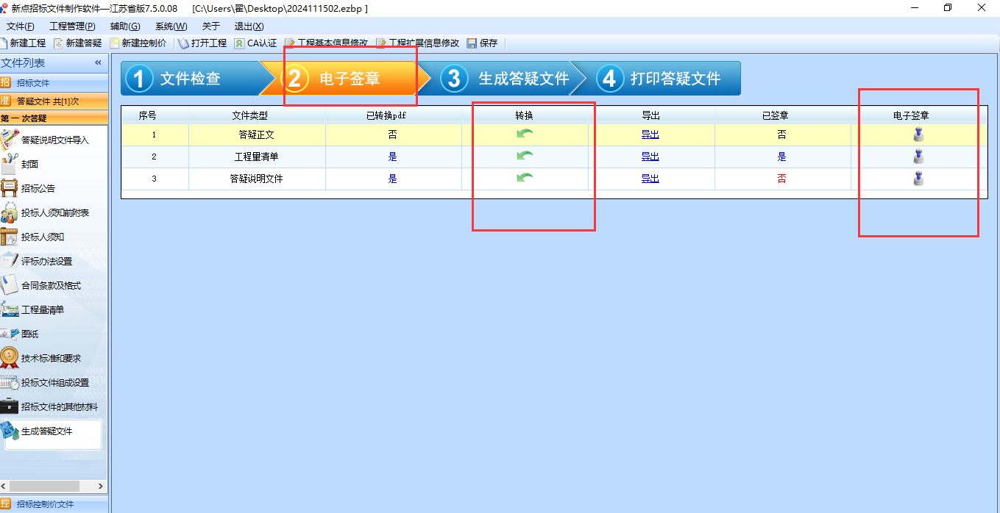 新点招标文件制作软件—江苏省版7.5.0.08 [C:\Users\翟\Desktop\2024111502.ezbp ]
文件(F) 工程管理(P) 辅助(G) 系统(W) 关于 退出(X)
新建工程 新建答疑 新建控制价 打开工程 CA认证 工程基本信息修改 工程扩展信息修改 保存
文件列表 «
招 招标文件
澄 答疑文件 共[1]次
第 一 次答疑
答疑说明文件导入
封面
招标公告
投标人须知前附表
投标人须知
评标办法设置
合同条款及格式
工程量清单
图纸
技术标准和要求
投标文件组成设置
招标文件的其他材料
生成答疑文件
控 招标控制价文件
1 文件检查 2 电子签章 3 生成答疑文件 4 打印答疑文件
序号 文件类型 已转换pdf 转换 导出 已签章 电子签章
1 答疑正文 否 导出 否
2 工程量清单 是 导出 是
3 答疑说明文件 是 导出 否